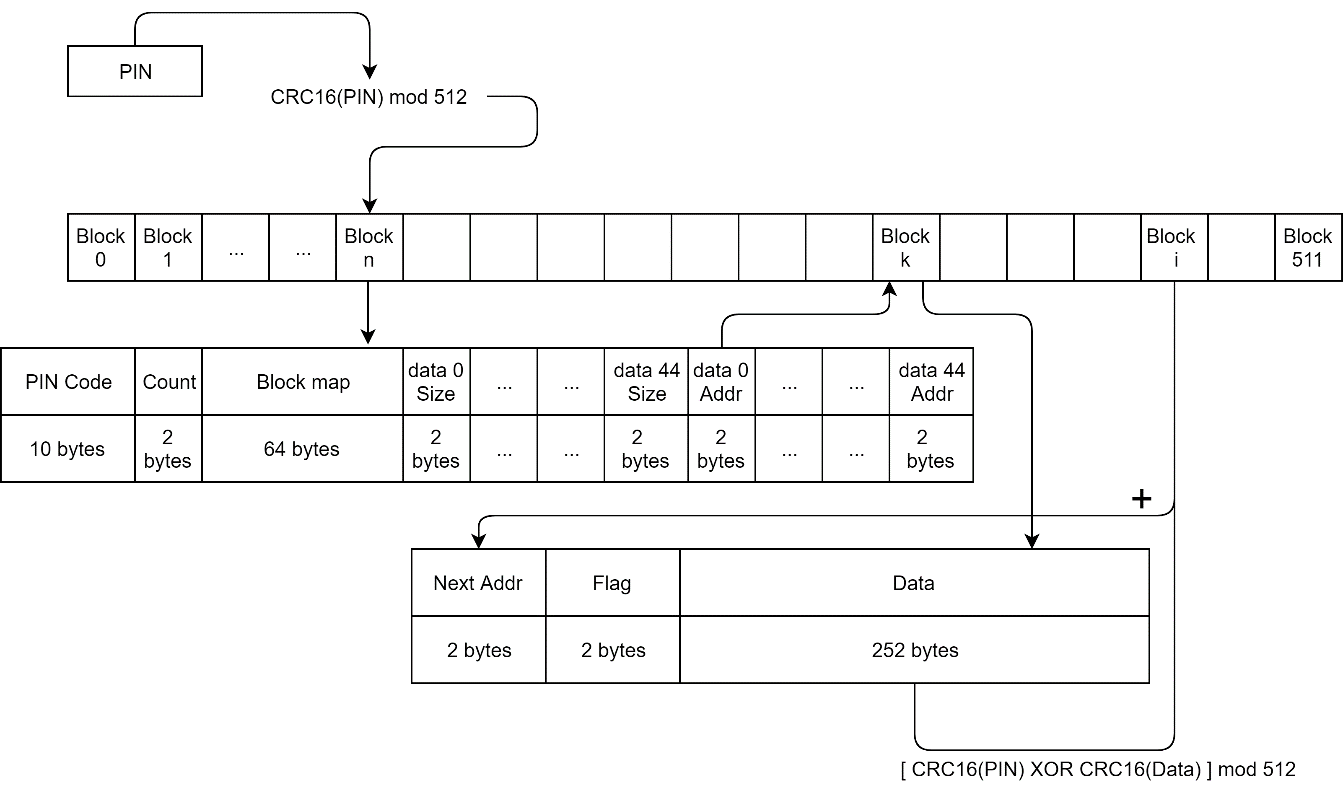 PIN
CRC16(PIN) mod 512
Block
0
Block
1
...
...
Block
n
Block
k
Block
i
Block
511
PIN Code
Count
Block map
data 0
Size
...
...
data 44
Size
data 0
Addr
...
...
data 44
Addr
10 bytes
2
bytes
64 bytes
2
bytes
...
...
2
bytes
2
bytes
...
...
2
bytes
+
Next Addr
Flag
Data
2 bytes
2 bytes
252 bytes
[ CRC16(PIN) XOR CRC16(Data) ] mod 512